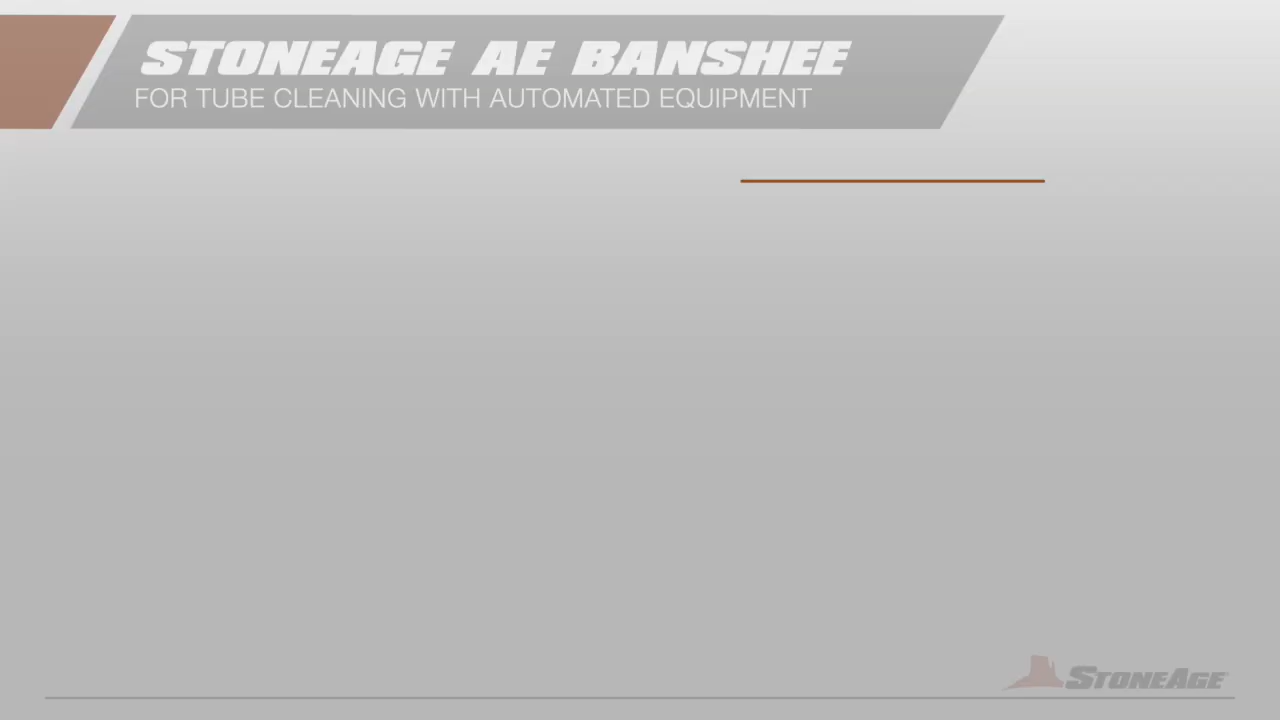 STONEAGE AE BANSHEE
FOR TUBE CLEANING WITH AUTOMATED EQUIPMENT
STONEAGE